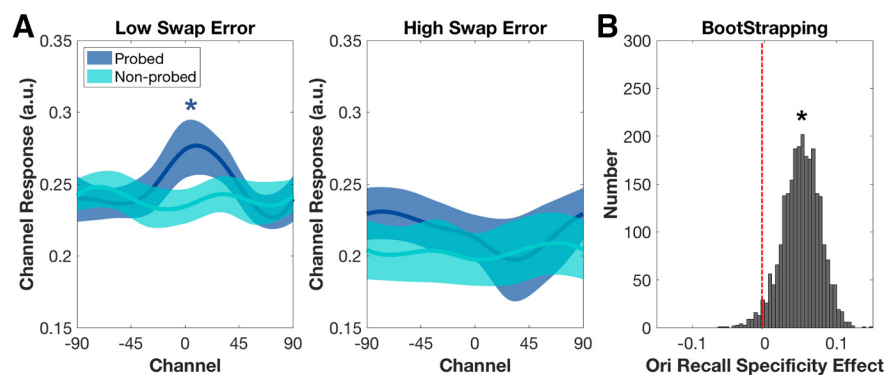 A
Low Swap Error
High Swap Error
B
BootStrapping
Probed
Non-probed
*
*
Channel Response (a.u.)
0.35
0.3
0.25
0.2
0.15
-90 -45 0 45 90
Channel
Channel Response (a.u.)
0.35
0.3
0.25
0.2
0.15
-90 -45 0 45 90
Channel
Number
300
250
200
150
100
50
0
-0.1 0 0.1
Ori Recall Specificity Effect